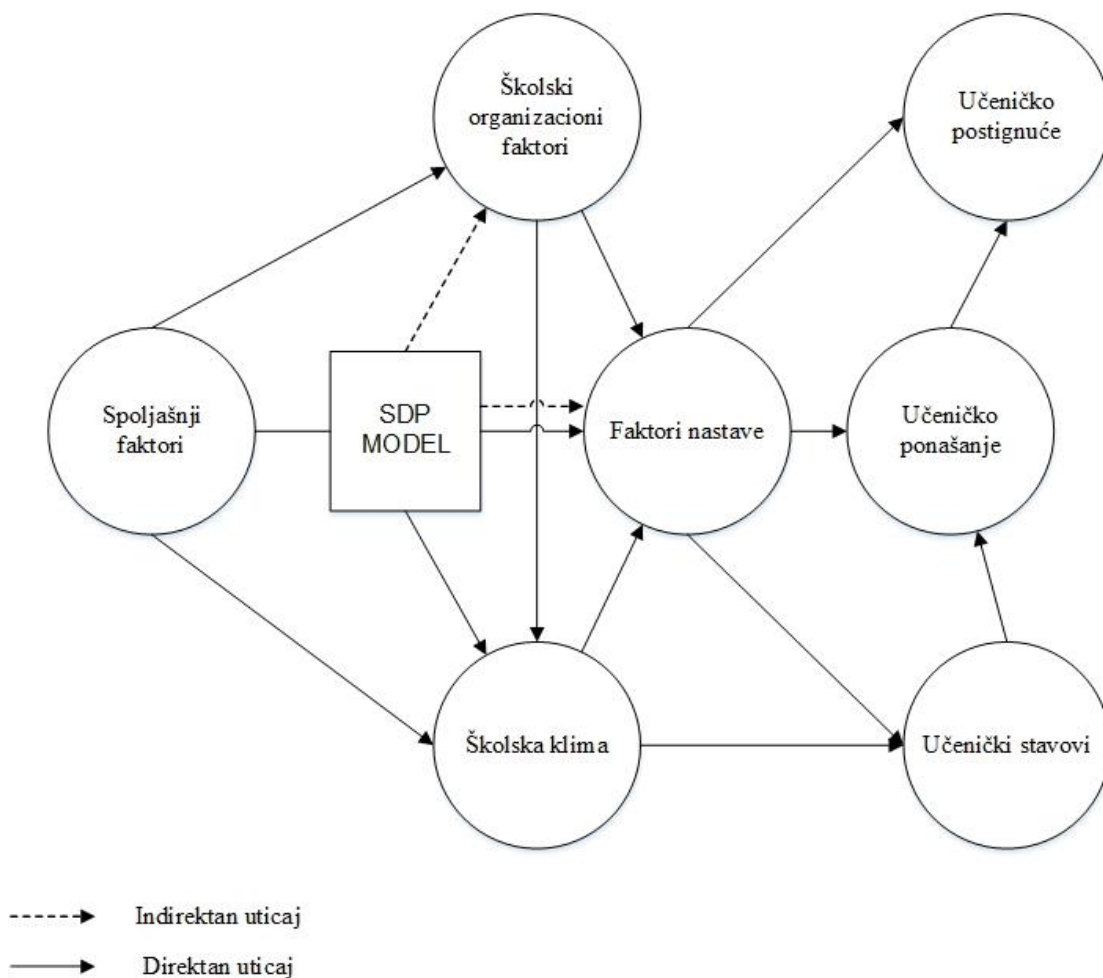 Školski
organizacioni
faktori
Učeničko
postignuće
Spoljašnji
faktori
SDP
MODEL
Faktori nastave
Učeničko
ponašanje
Školska klima
Učenički stavovi
Indirektan uticaj
Direktan uticaj